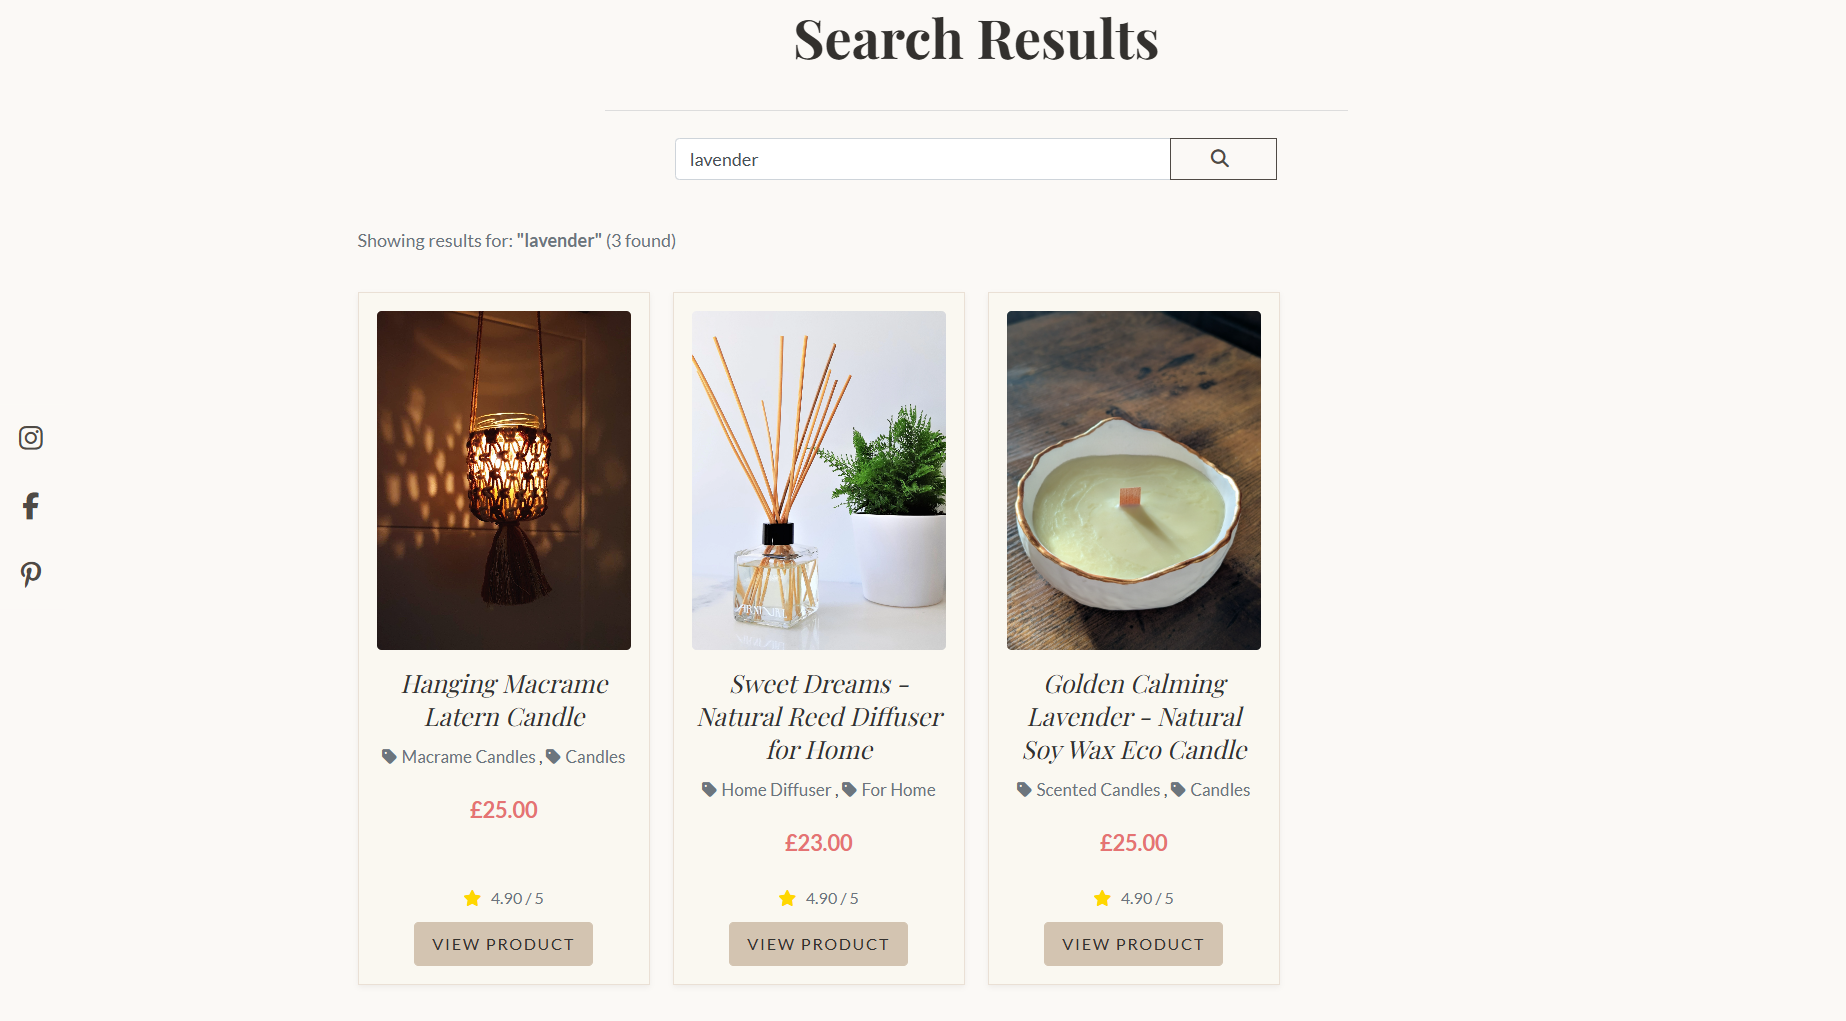 Search Results
lavender
Showing results for: "lavender" (3 found)
Hanging Macrame
Latern Candle
Macrame Candles , Candles
£25.00
4.90 / 5
VIEW PRODUCT
Sweet Dreams -
Natural Reed Diffuser
for Home
Home Diffuser , For Home
£23.00
4.90 / 5
VIEW PRODUCT
Golden Calming
Lavender - Natural
Soy Wax Eco Candle
Scented Candles , Candles
£25.00
4.90 / 5
VIEW PRODUCT